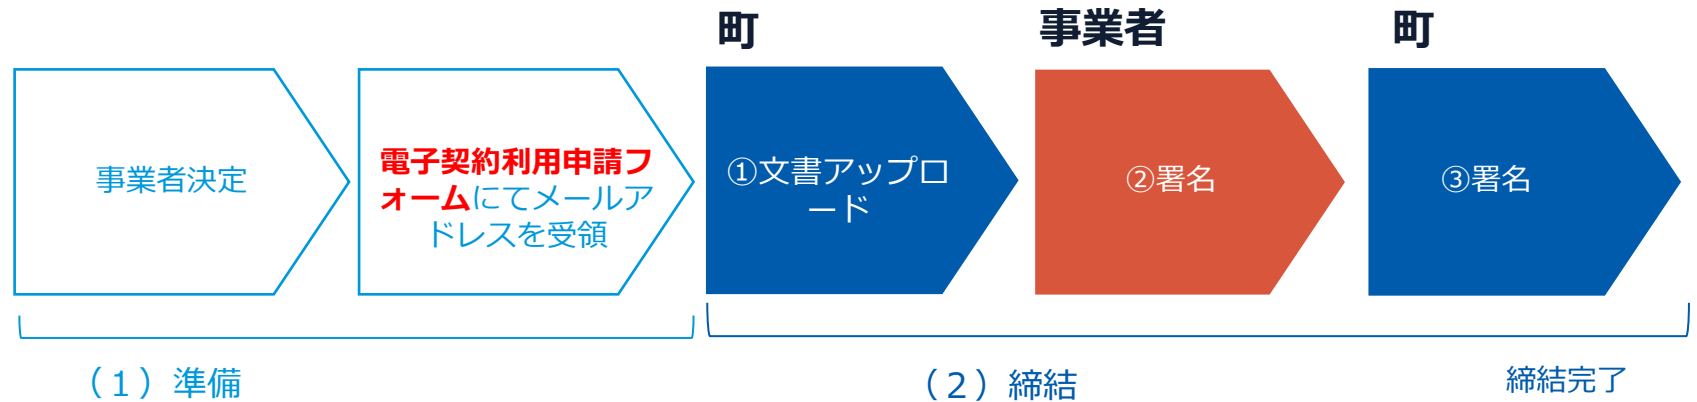 町
事業者
町
事業者決定
電子契約利用申請フ
ォームにてメールア
ドレスを受領
①文書アップロ
ード
②署名
③署名
（１）準備
（２）締結
締結完了